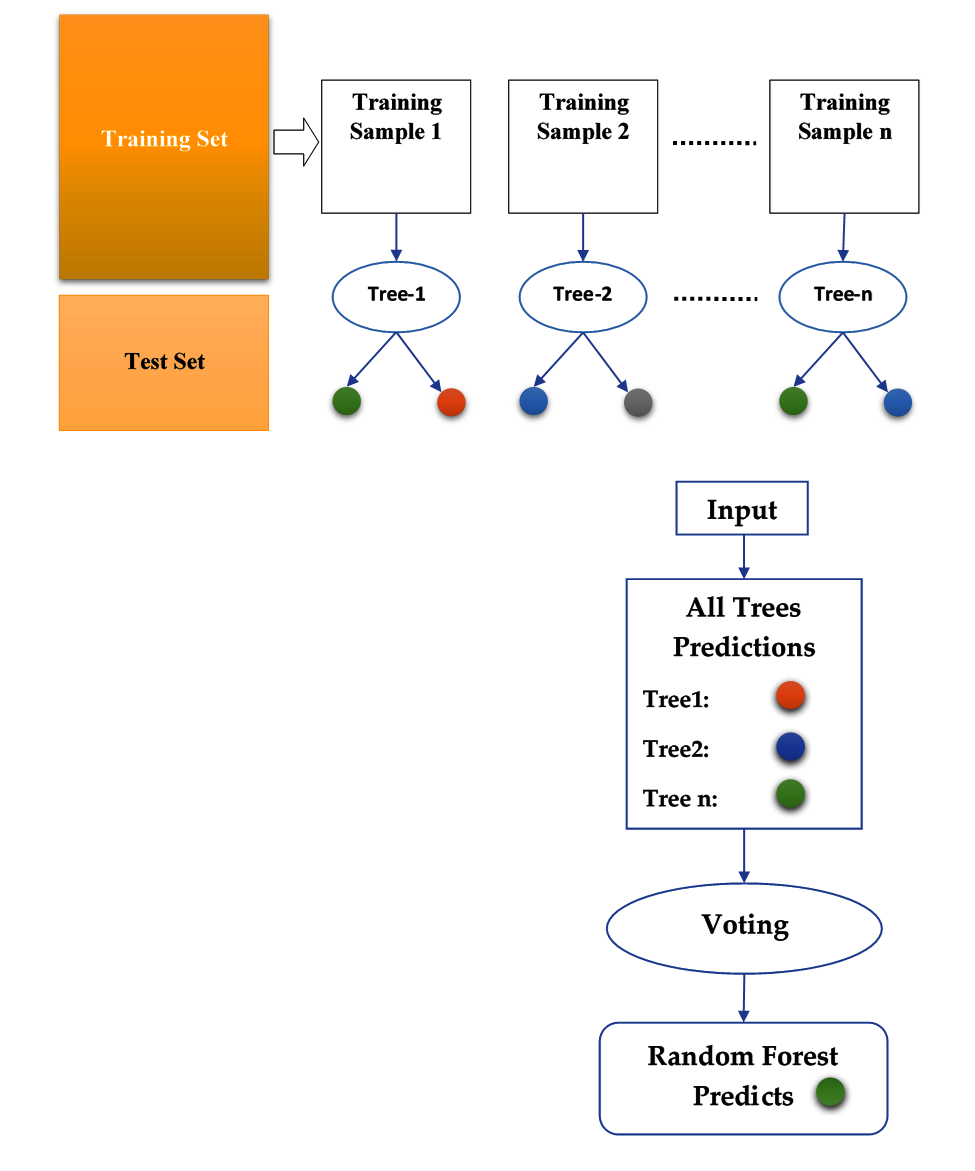 Training Set
Training
Sample 1
Training
Sample 2
Training
Sample n
Tree-1
Tree-2
Tree-n
Test Set
Input
All Trees
Predictions
Tree1:
Tree2:
Tree n:
Voting
Random Forest
Predicts